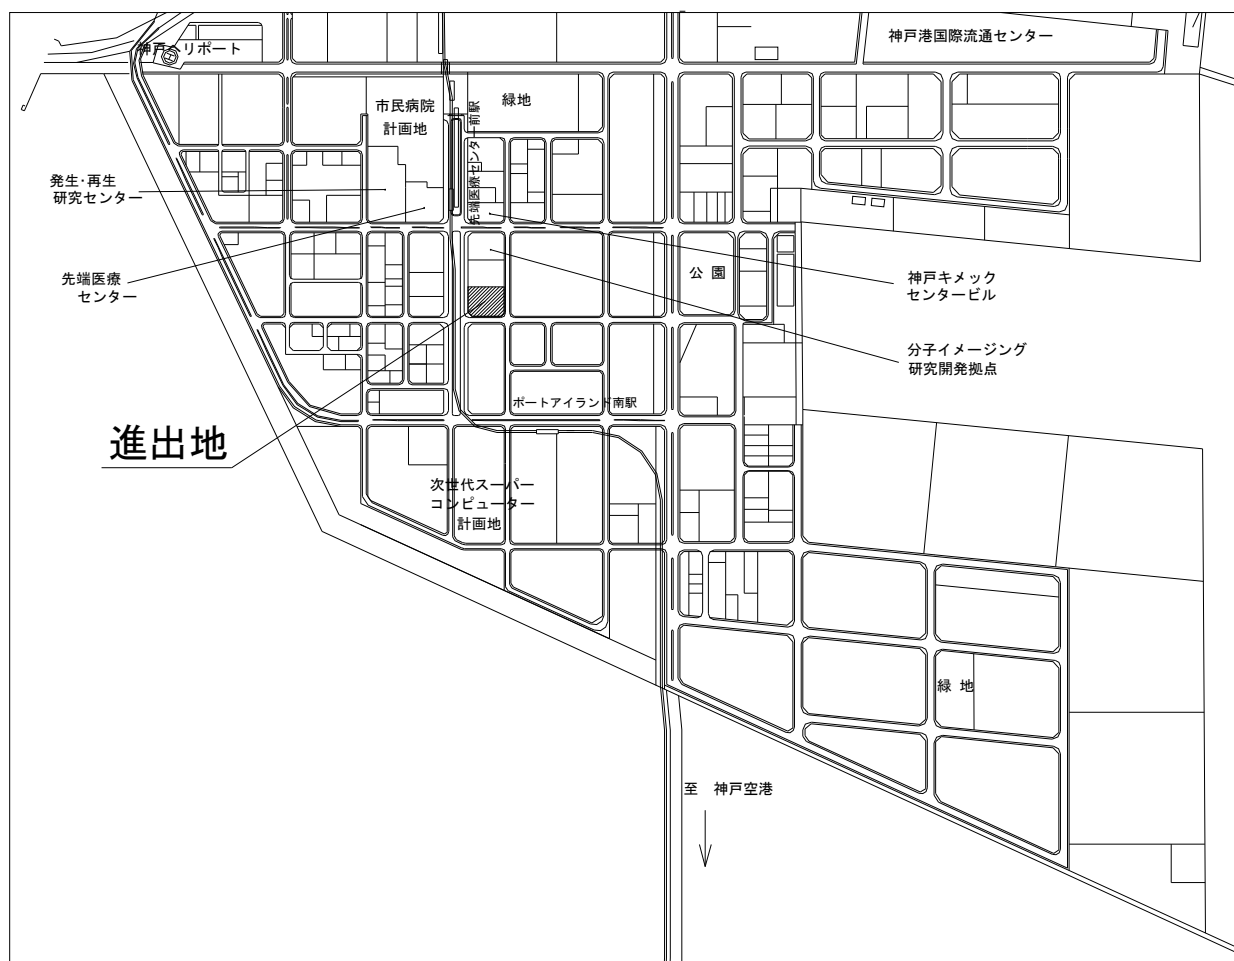 神戸ヘリポート
神戸港国際流通センター
市民病院
計画地
緑地
先端医療センター前駅
発生・再生
研究センター
先端医療
センター
公園
神戸キメック
センタービル
分子イメージング
研究開発拠点
ポートアイランド南駅
進出地
次世代スーパー
コンピューター
計画地
緑地
至 神戸空港